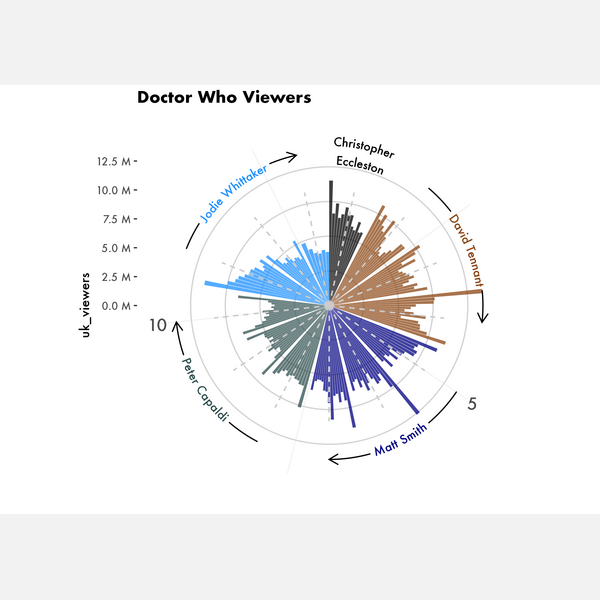 Doctor Who Viewers
Christopher
Eccleston
12.5 M
10.0 M
7.5 M
5.0 M
2.5 M
0.0 M
uk_viewers
Jodie Whittaker
David Tennant
10
5
Peter Capaldi
Matt Smith